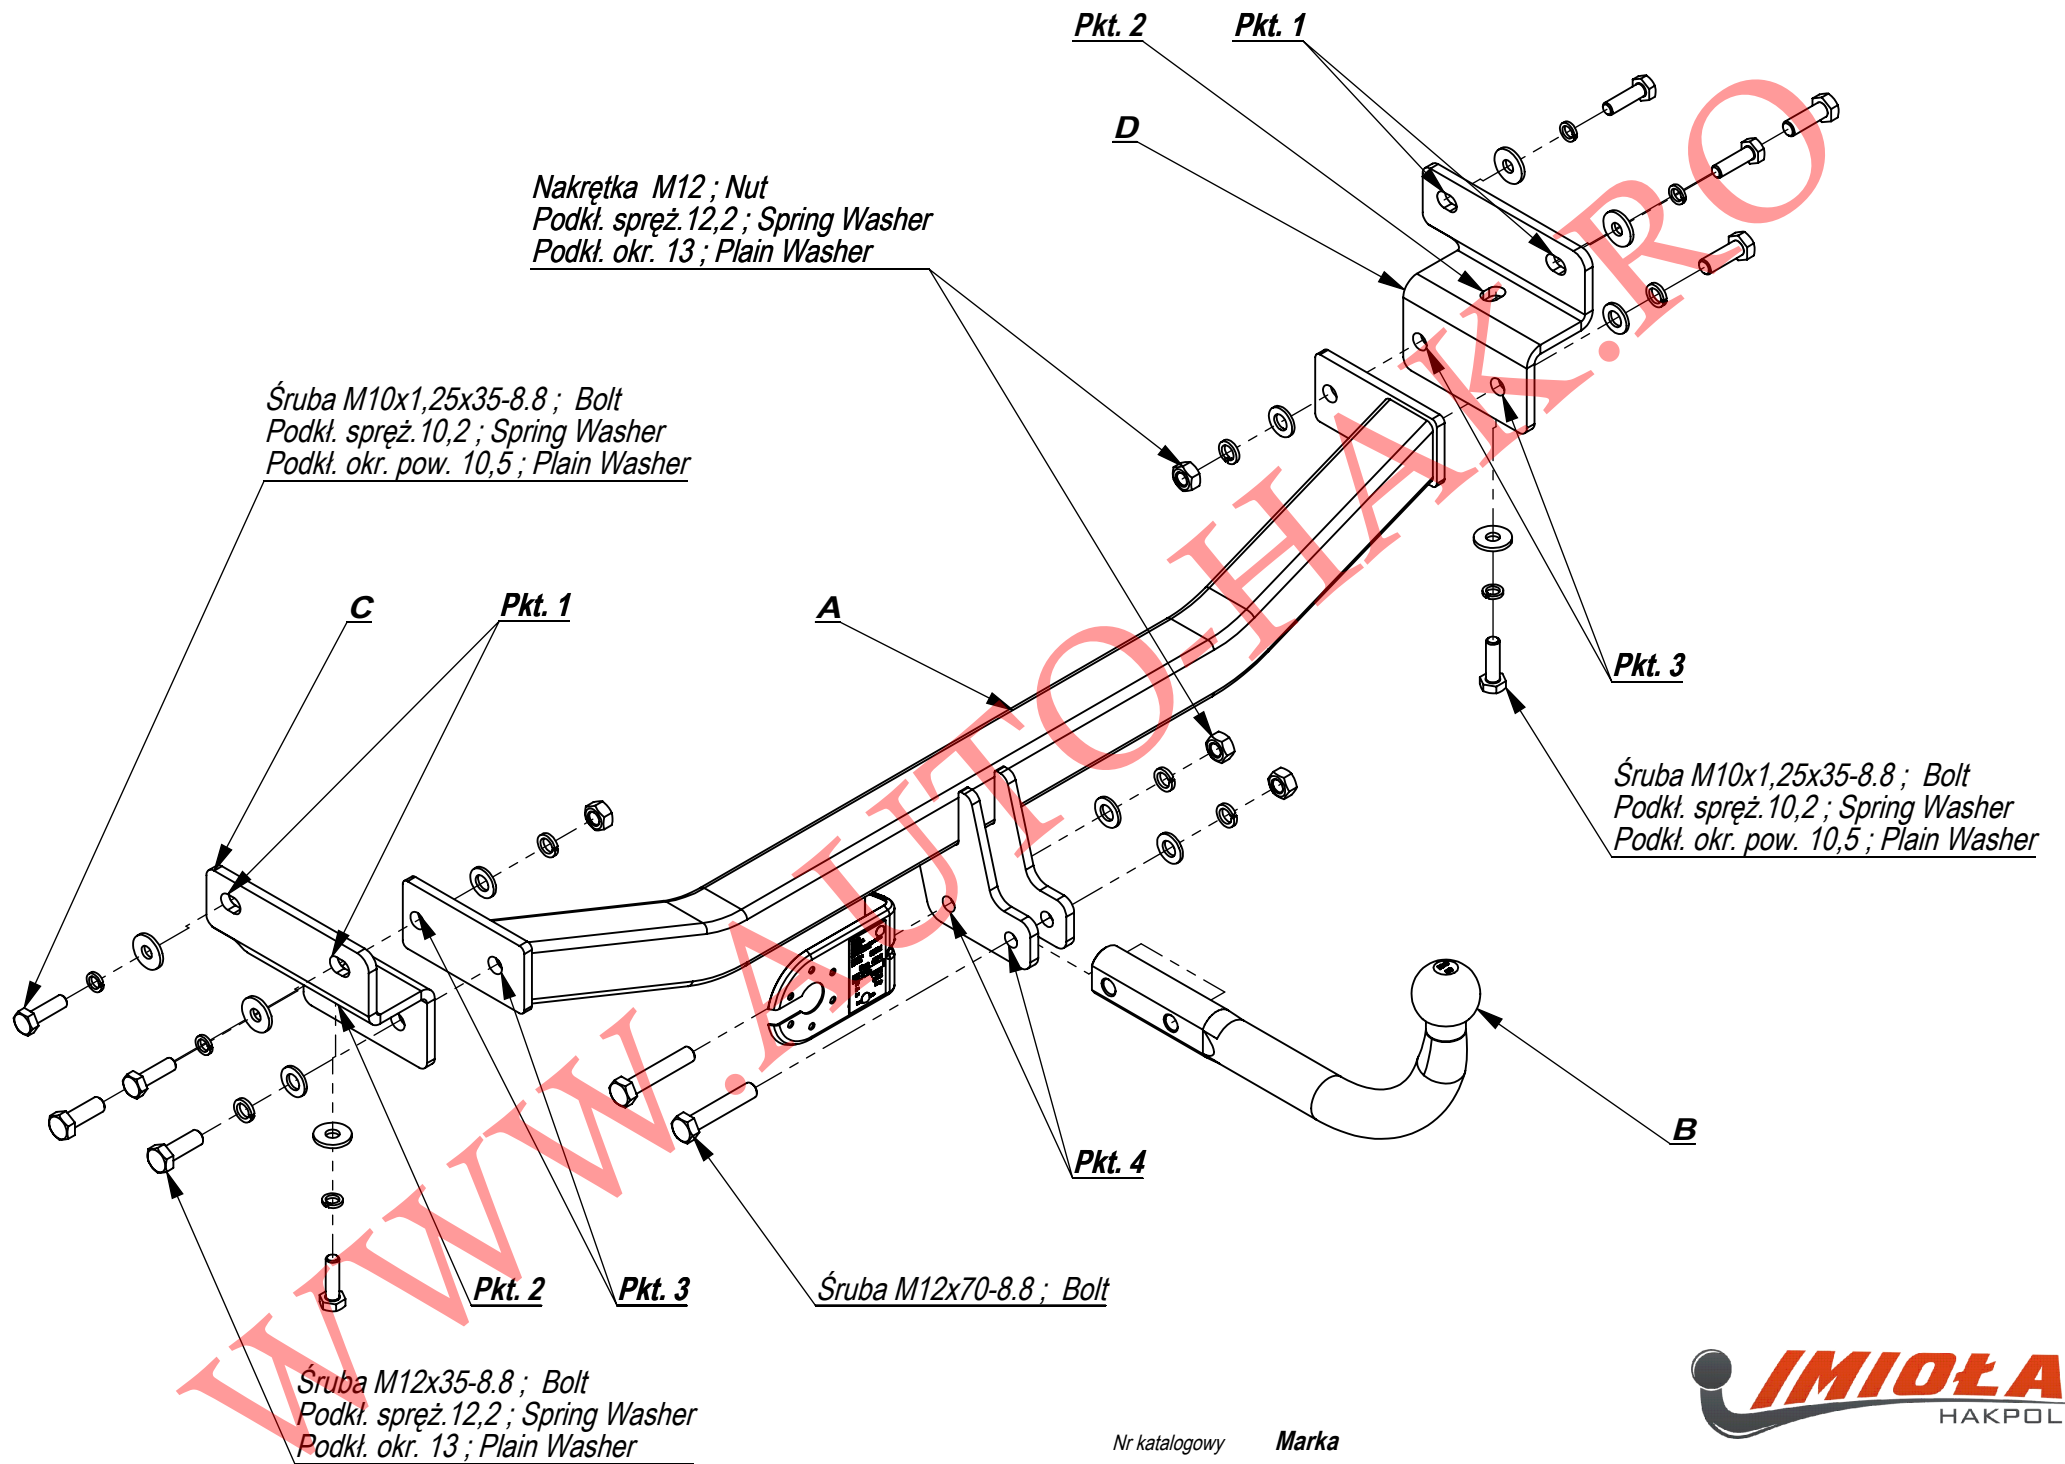 Pkt. 2
Pkt. 1
D
Nakrętka M12 ; Nut
Podkł. spręż.12,2 ; Spring Washer
Podkł. okr. 13 ; Plain Washer
Śruba M10x1,25x35-8.8 ; Bolt
Podkł. spręż.10,2 ; Spring Washer
Podkł. okr. pow. 10,5 ; Plain Washer
C
Pkt. 1
A
Pkt. 3
Śruba M10x1,25x35-8.8 ; Bolt
Podkł. spręż.10,2 ; Spring Washer
Podkł. okr. pow. 10,5 ; Plain Washer
B
Pkt. 4
Pkt. 2
Pkt. 3
Śruba M12x70-8.8 ; Bolt
Śruba M12x35-8.8 ; Bolt
Podkł. spręż.12,2 ; Spring Washer
Podkł. okr. 13 ; Plain Washer
Nr katalogowy Marka
IMIOŁA
HAKPOL
WWW.AUTO-HAK.RO